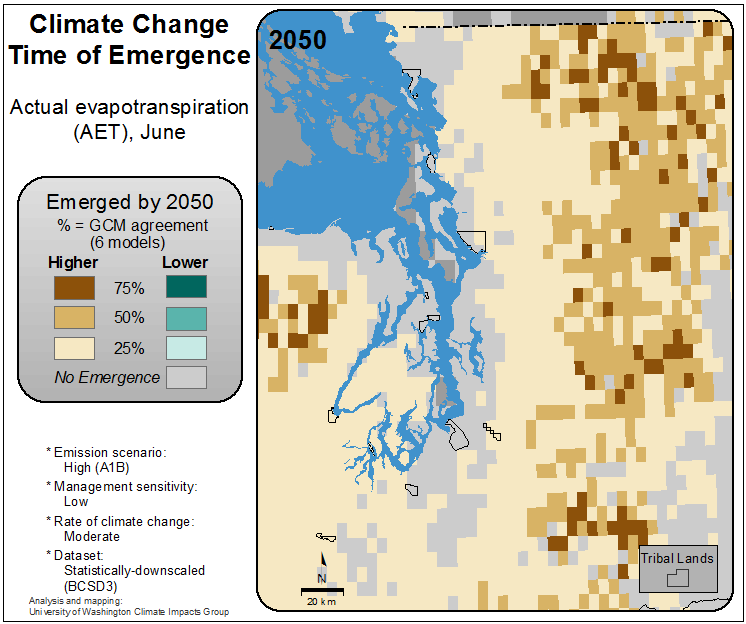 Climate Change
Time of Emergence
Actual evapotranspiration
(AET), June
Emerged by 2050
% = GCM agreement
(6 models)
Higher Lower
75%
50%
25%
No Emergence
* Emission scenario:
High (A1B)
* Management sensitivity:
Low
* Rate of climate change:
Moderate
* Dataset:
Statistically-downscaled
(BCSD3)
Analysis and mapping:
University of Washington Climate Impacts Group
2050
N
20 km
Tribal Lands